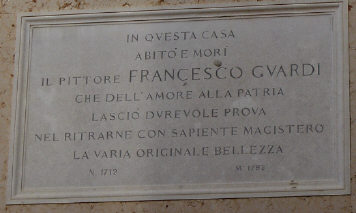 IN QVESTA CASA
ABITÒ E MORÌ
IL PITTORE FRANCESCO GVARDI
CHE DELL'AMORE ALLA PATRIA
LASCIÒ DVREVOLE PROVA
NEL RITRARNE CON SAPIENTE MAGISTERO
LA VARIA ORIGINALE BELLEZZA
N. 1712 M. 1793